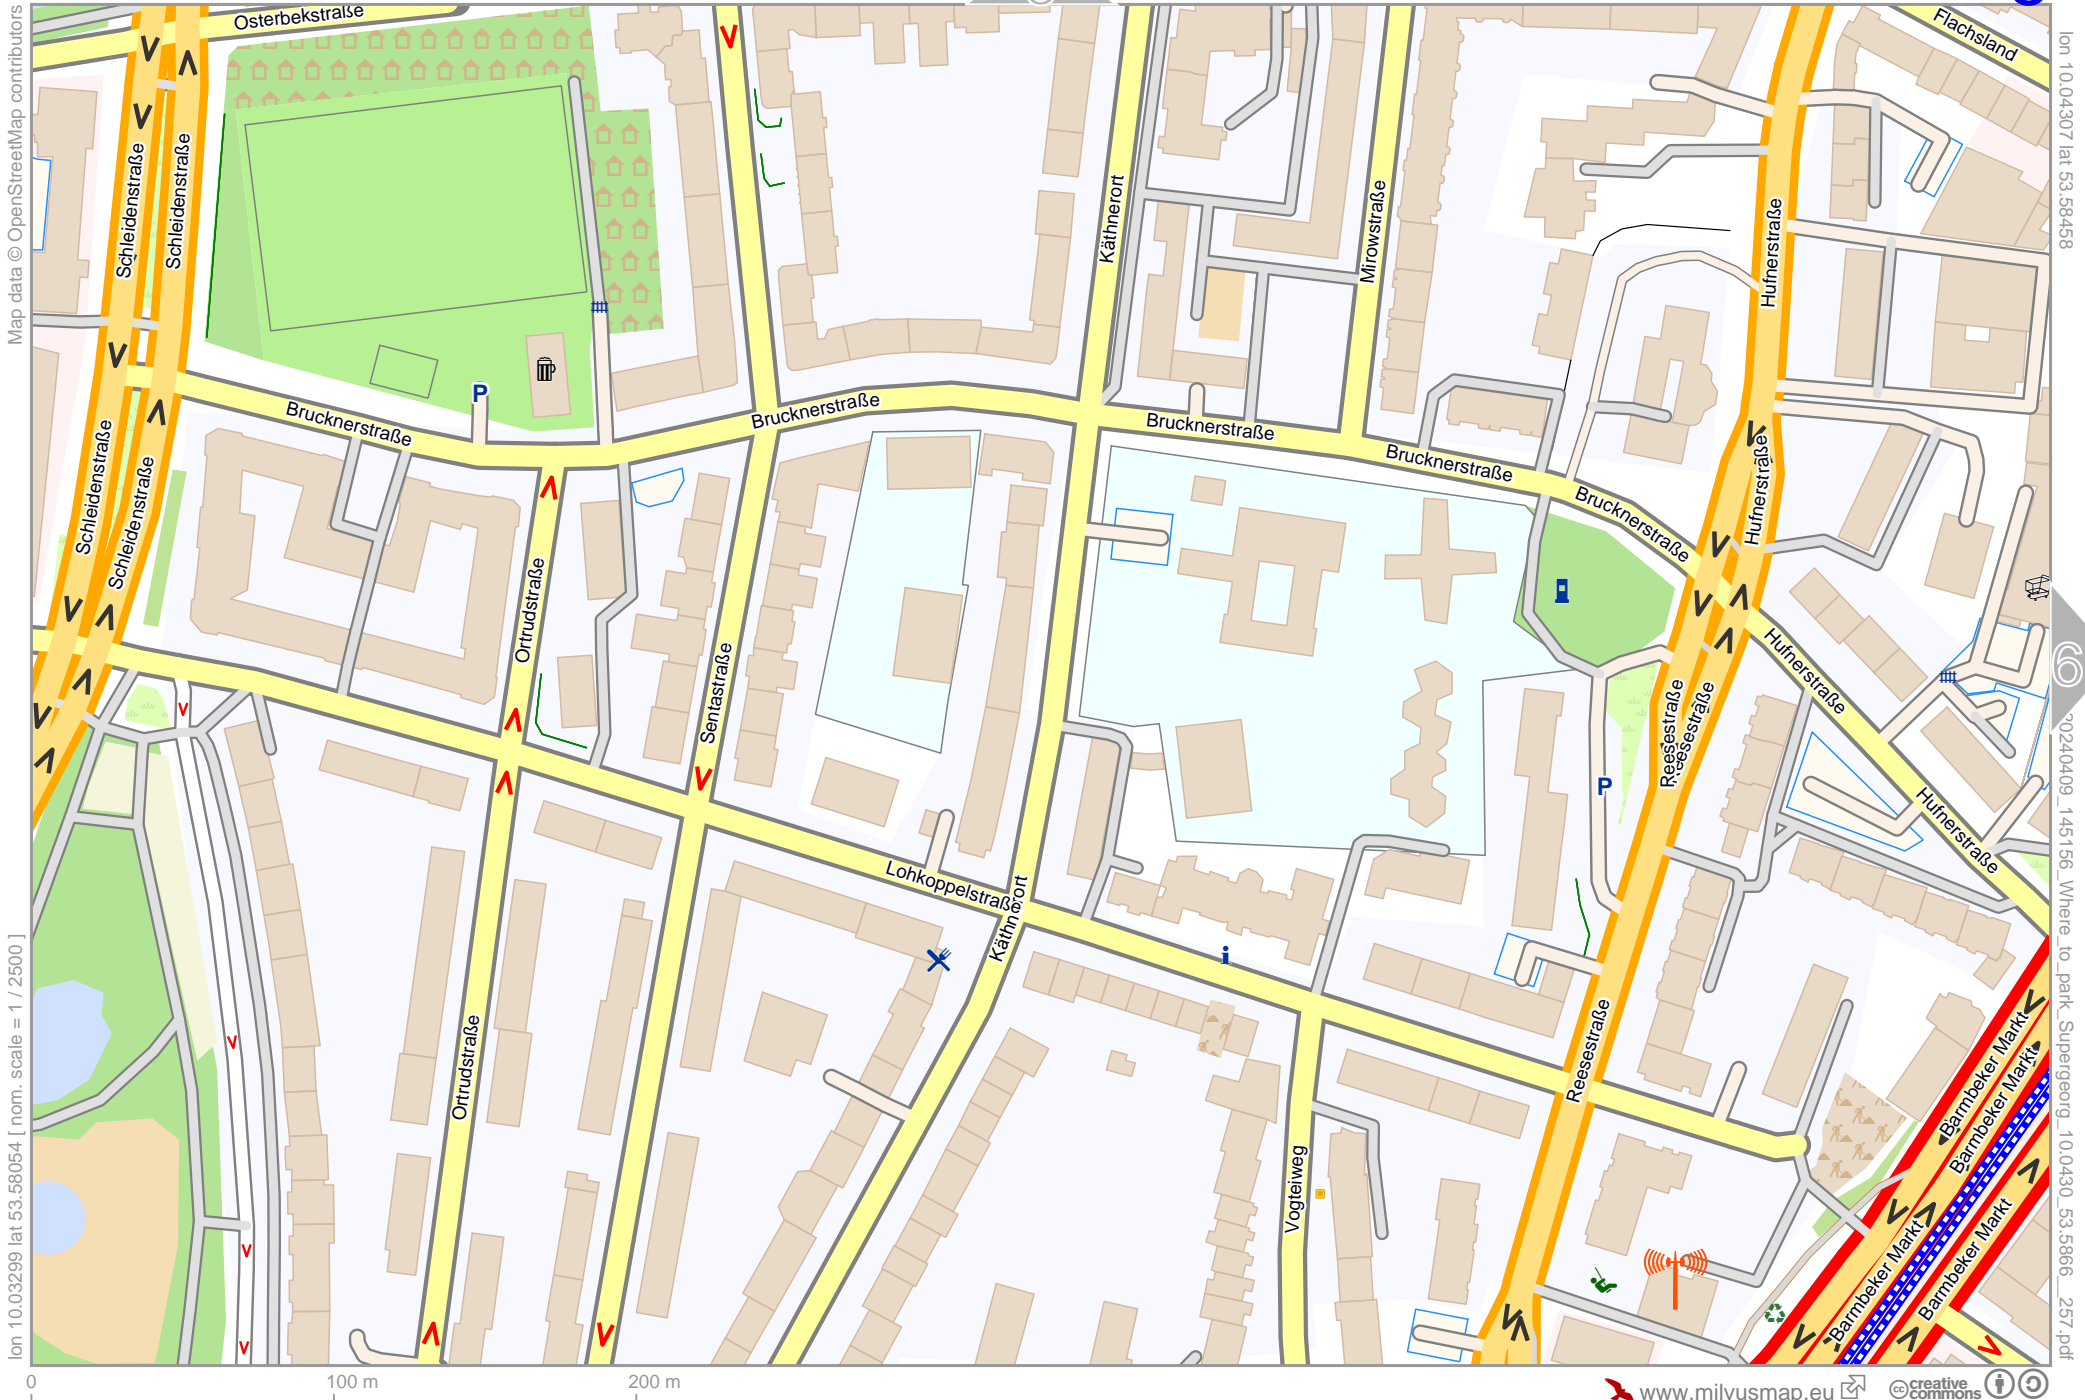 Osterbekstraße
Flachsland
Schleidenstraße
Schleidenstraße
Käthnerort
Mirowstraße
Hufnerstraße
P
Brucknerstraße
Brucknerstraße
Brucknerstraße
Brucknerstraße
Brucknerstraße
Hufnerstraße
Schleidenstraße
Schleidenstraße
Ortrudstraße
Sentastraße
Hufnerstraße
Reesestraße
Reesestraße
P
Hufnerstraße
Lohkoppelstraße
Käthnerort
i
Ortrudstraße
Reesestraße
Vogteiweg
Barmbeker Markt
Barmbeker Markt
Barmbeker Markt
Barmbeker Markt
6
Map data © OpenStreetMap contributors
lon 10.03299 lat 53.58054 [ nom. scale = 1 / 2500 ]
lon 10.04307 lat 53.58458
20240409_145156_Where_to_park_Supergeorg_10.0430_53.5866__257.pdf
0
100 m
200 m
www.milvusmap.eu
cc creative commons